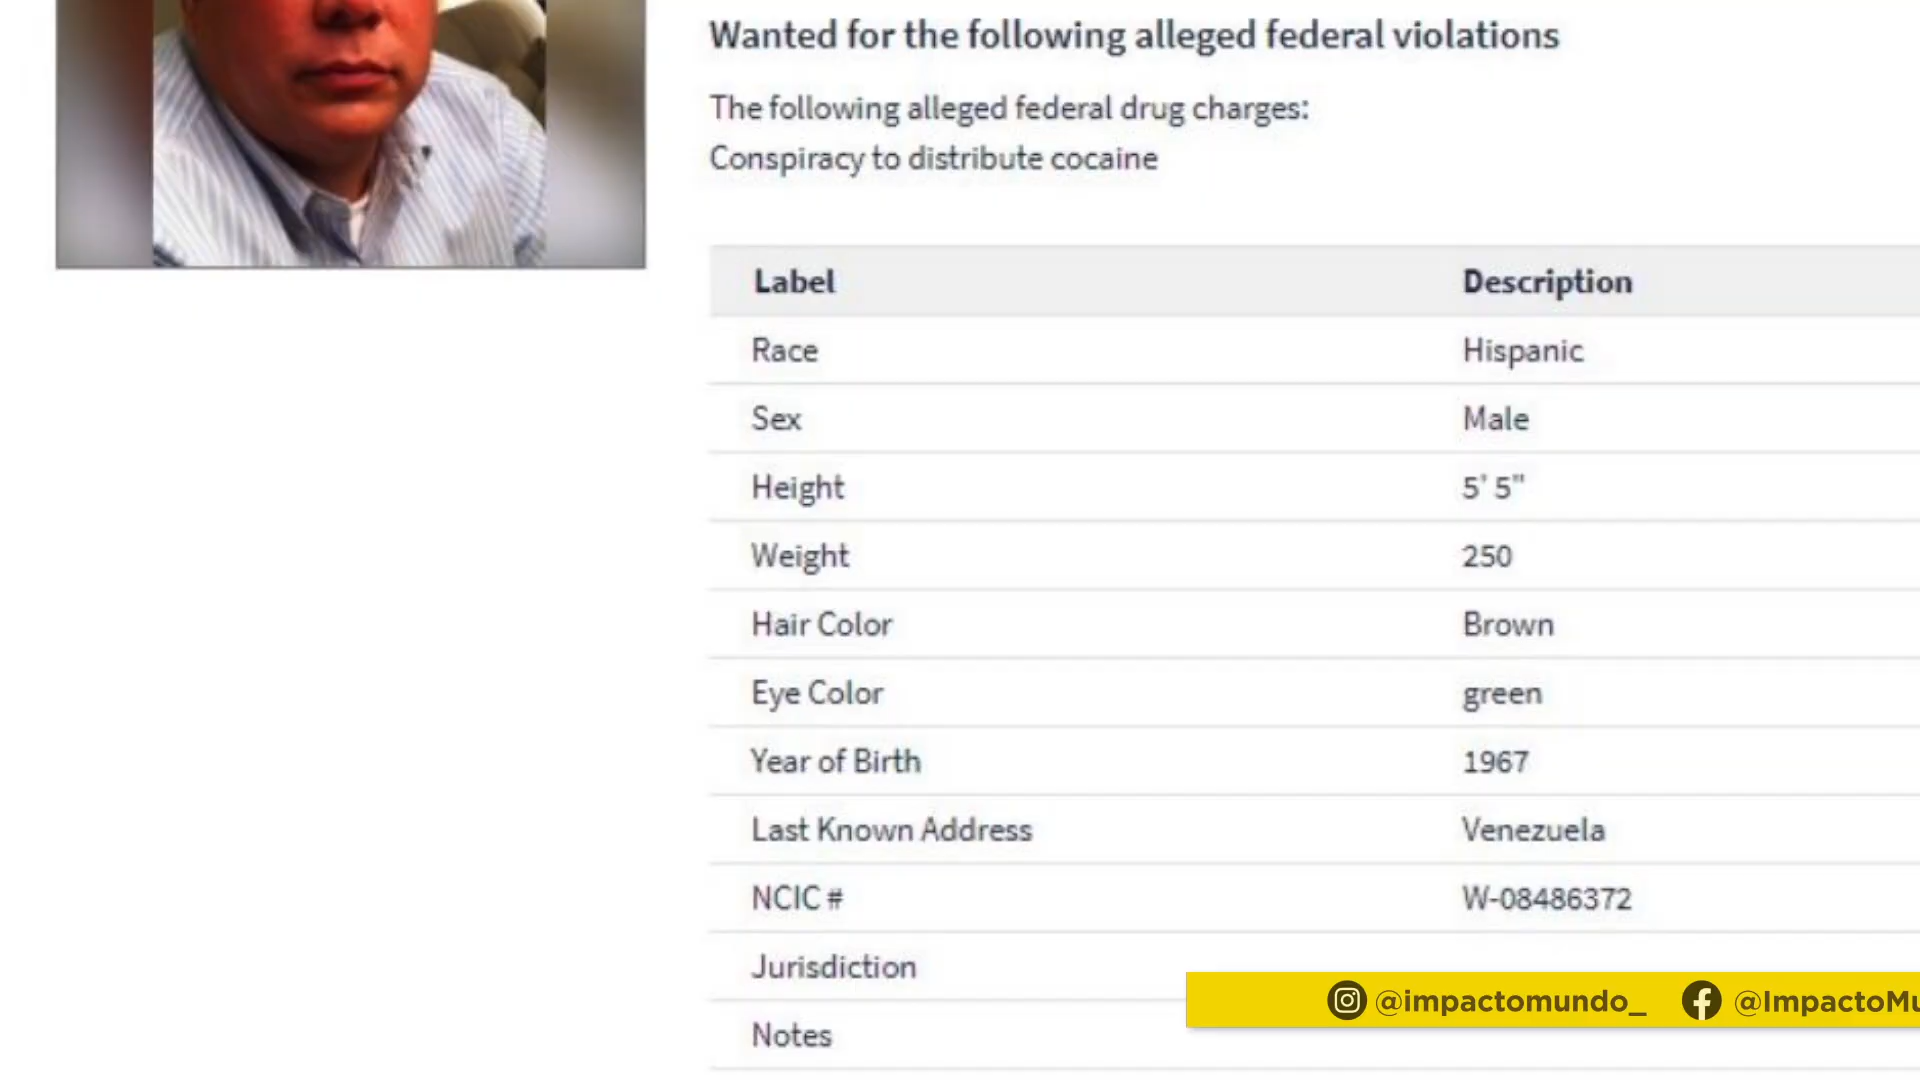 Wanted for the following alleged federal violations
The following alleged federal drug charges:
Conspiracy to distribute cocaine
Label Description
Race Hispanic
Sex Male
Height 5' 5"
Weight 250
Hair Color Brown
Eye Color green
Year of Birth 1967
Last Known Address Venezuela
NCIC # W-08486372
Jurisdiction
@impactomundo_ @ImpactoMu
Notes